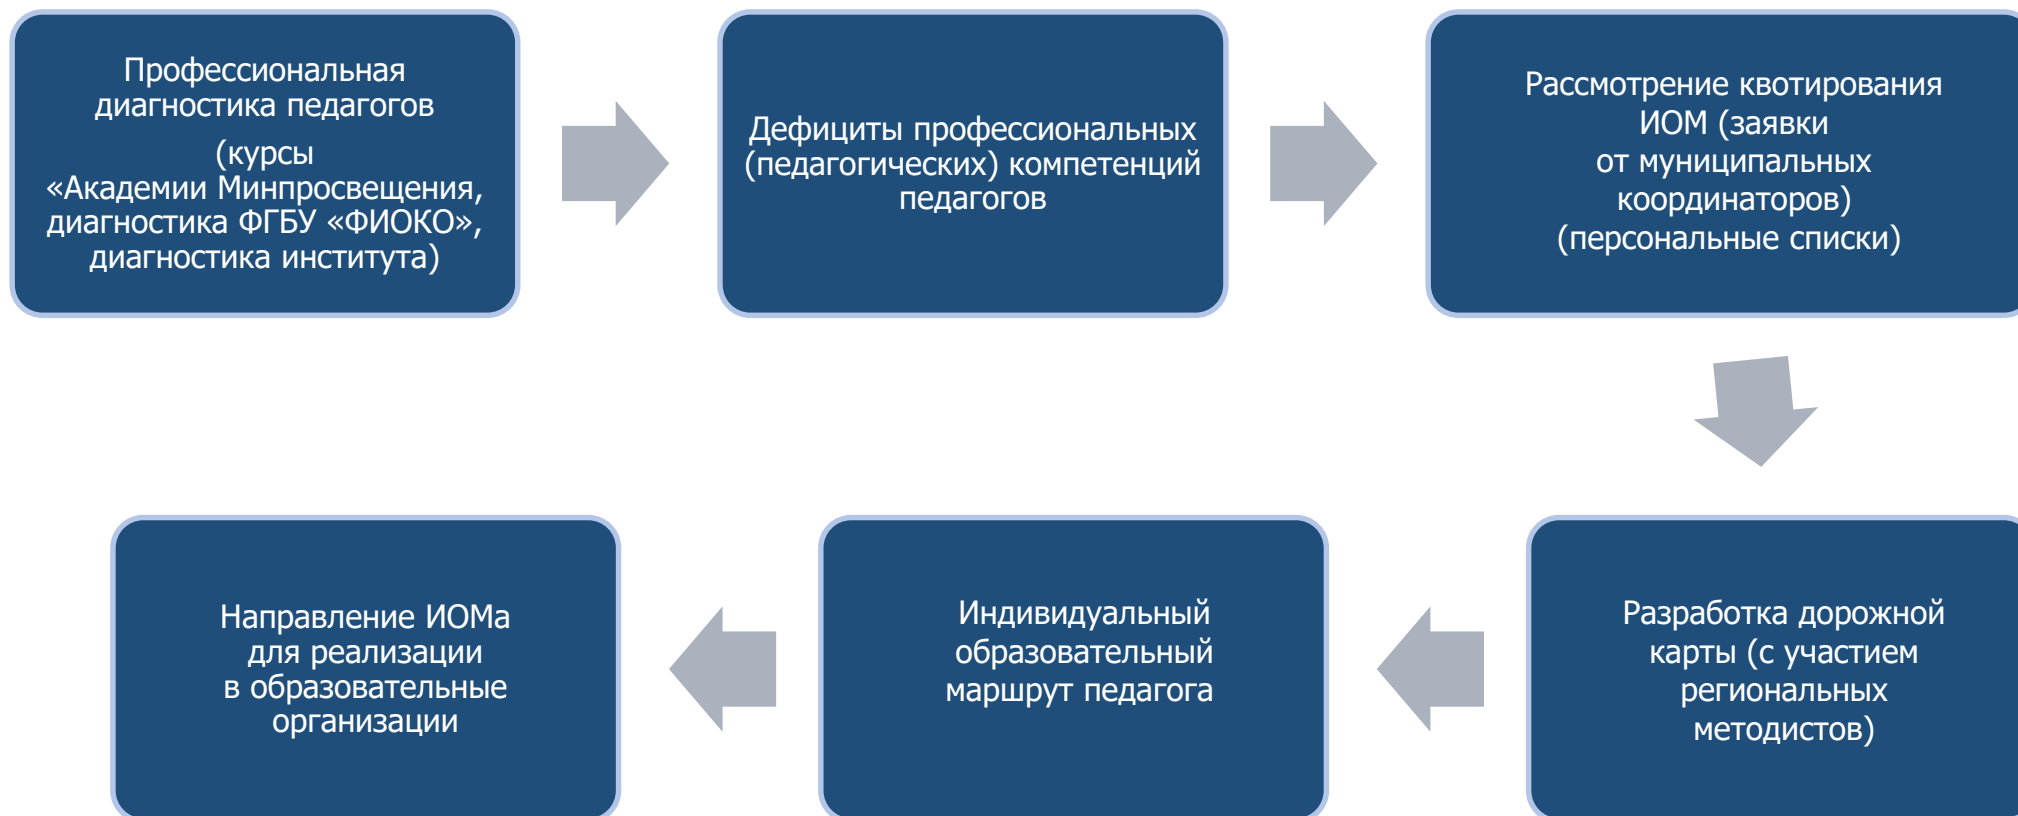 Профессиональная
диагностика педагогов
(курсы
«Академии Минпросвещения,
диагностика ФГБУ «ФИОКО»,
диагностика института)
Дефициты профессиональных
(педагогических) компетенций
педагогов
Рассмотрение квотирования
ИОМ (заявки
от муниципальных
координаторов)
(персональные списки)
Разработка дорожной
карты (с участием
региональных
методистов)
Индивидуальный
образовательный
маршрут педагога
Направление ИОМа
для реализации
в образовательные
организации